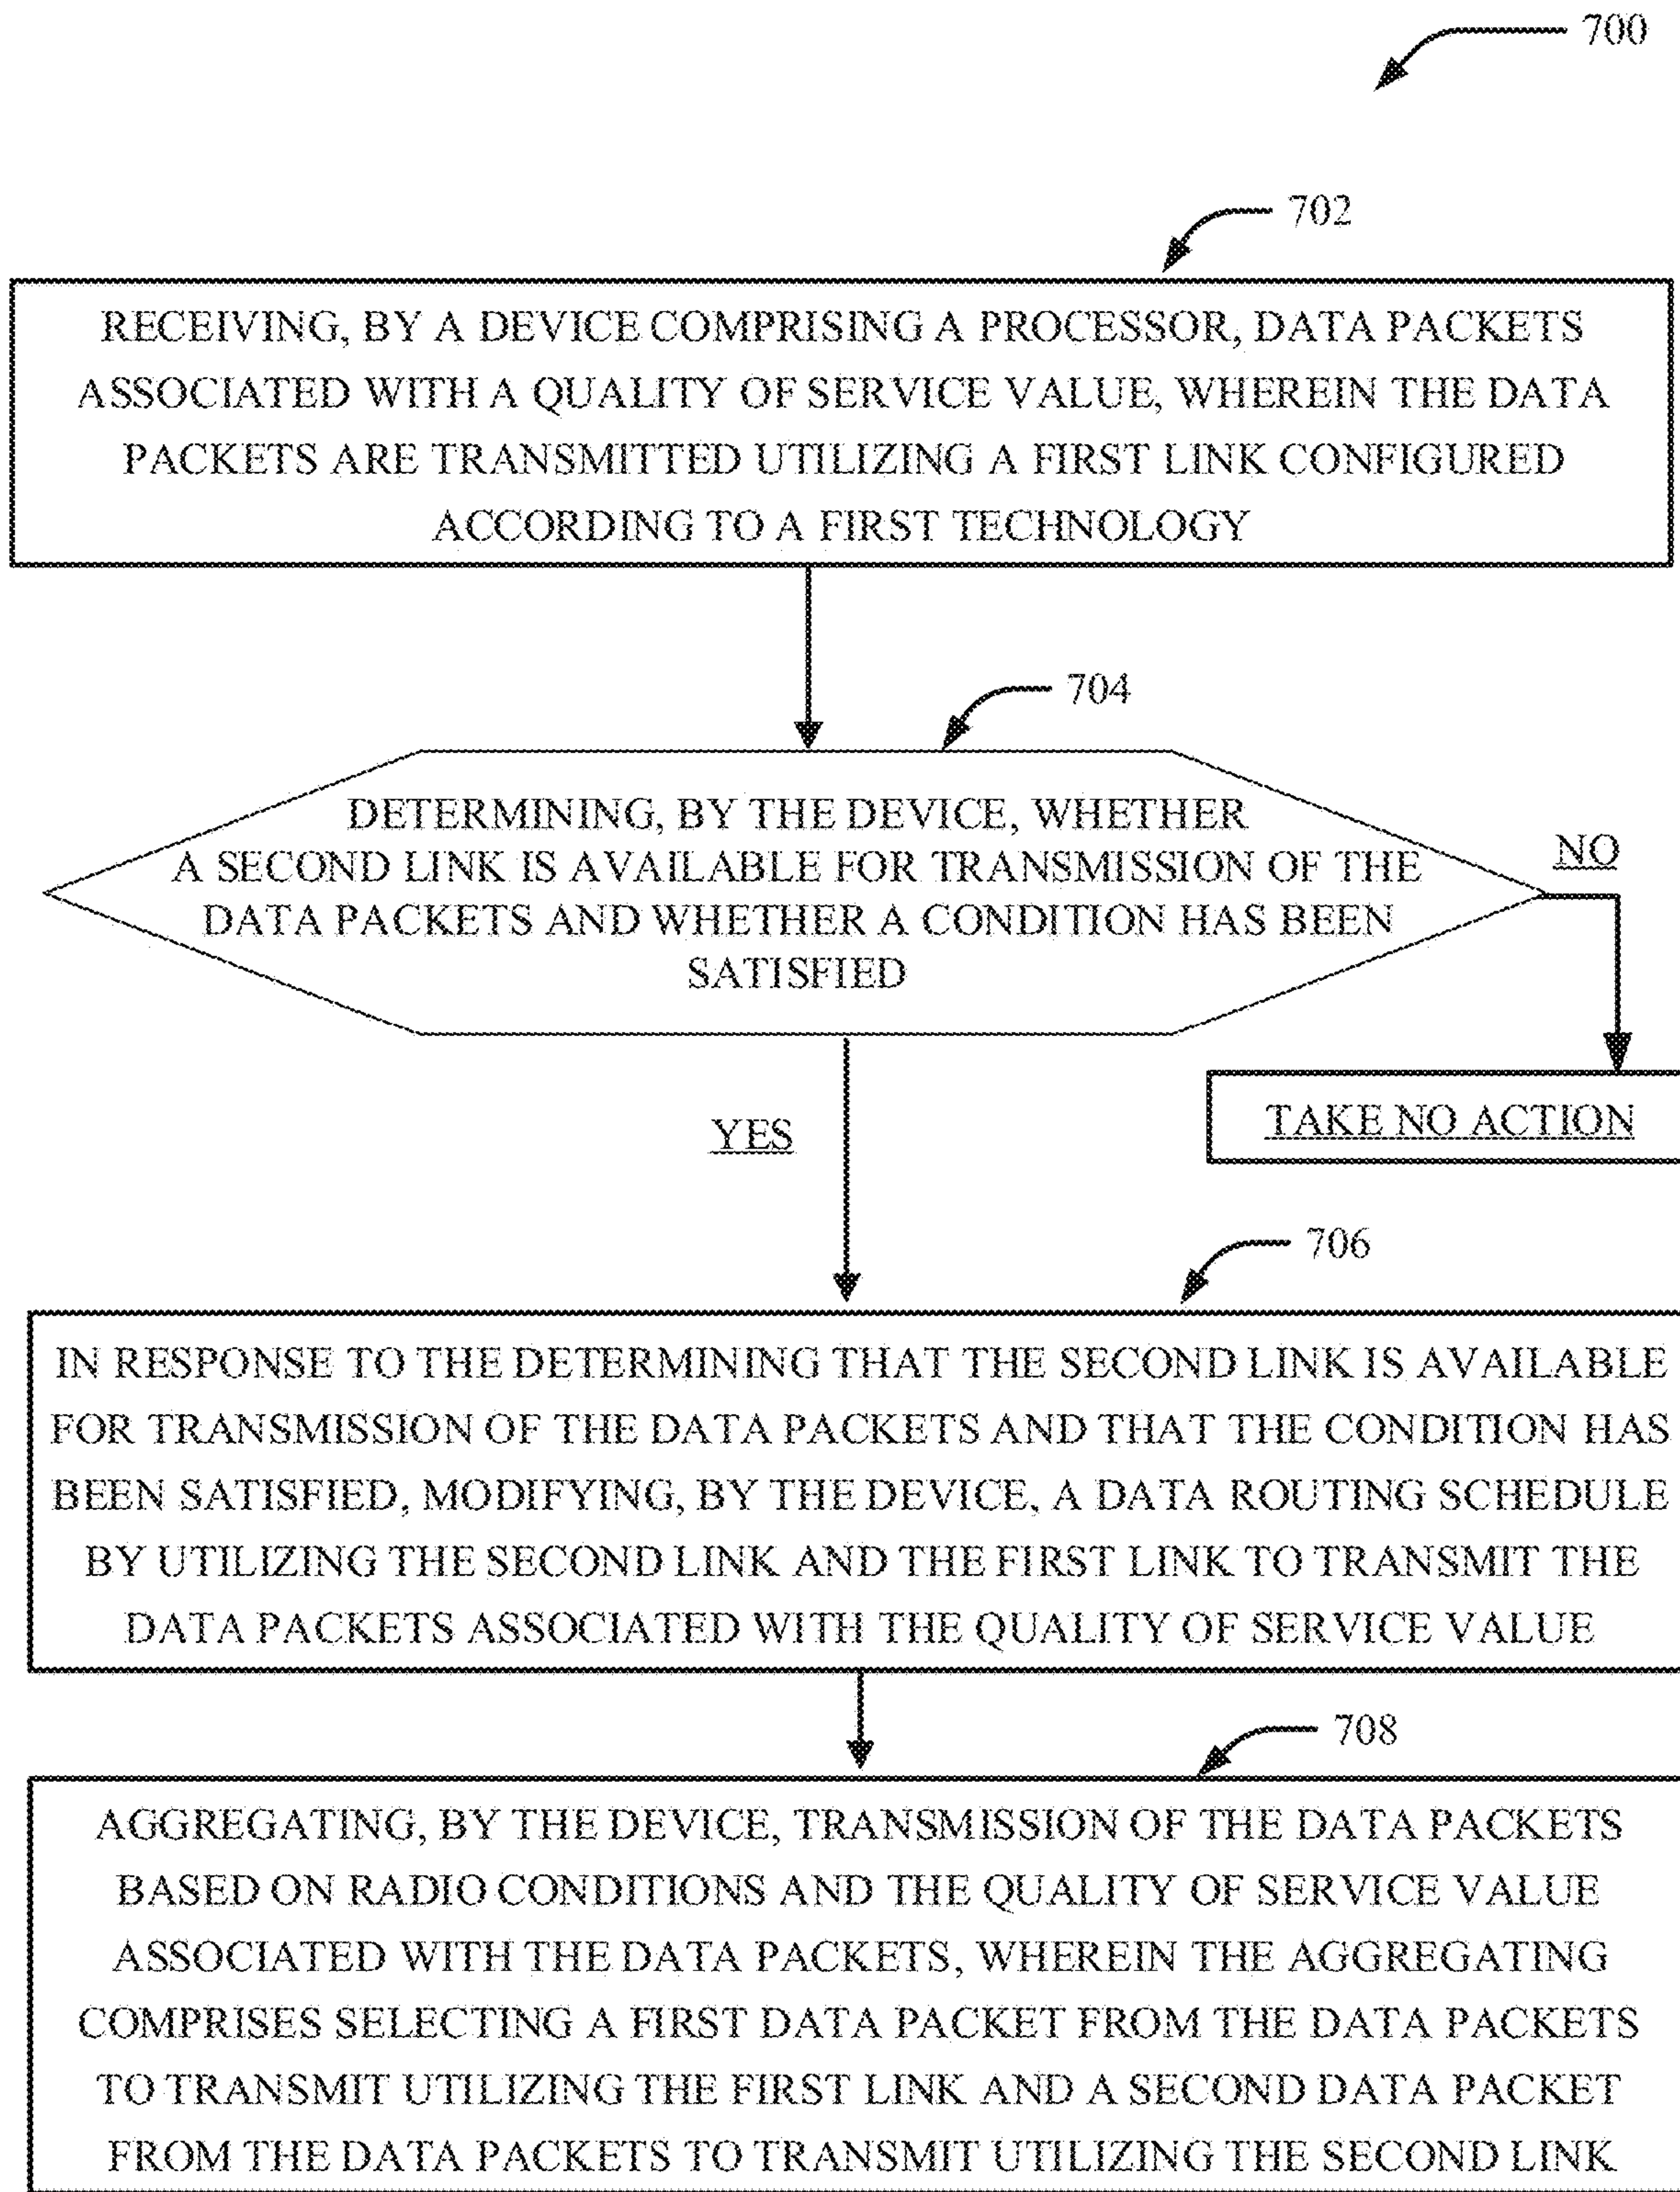 700
702
RECEIVING, BY A DEVICE COMPRISING A PROCESSOR, DATA PACKETS
ASSOCIATED WITH A QUALITY OF SERVICE VALUE, WHEREIN THE DATA
PACKETS ARE TRANSMITTED UTILIZING A FIRST LINK CONFIGURED
ACCORDING TO A FIRST TECHNOLOGY
704
DETERMINING, BY THE DEVICE, WHETHER
A SECOND LINK IS AVAILABLE FOR TRANSMISSION OF THE
DATA PACKETS AND WHETHER A CONDITION HAS BEEN
SATISFIED
NO
TAKE NO ACTION
YES
706
IN RESPONSE TO THE DETERMINING THAT THE SECOND LINK IS AVAILABLE
FOR TRANSMISSION OF THE DATA PACKETS AND THAT THE CONDITION HAS
BEEN SATISFIED, MODIFYING, BY THE DEVICE, A DATA ROUTING SCHEDULE
BY UTILIZING THE SECOND LINK AND THE FIRST LINK TO TRANSMIT THE
DATA PACKETS ASSOCIATED WITH THE QUALITY OF SERVICE VALUE
708
AGGREGATING, BY THE DEVICE, TRANSMISSION OF THE DATA PACKETS
BASED ON RADIO CONDITIONS AND THE QUALITY OF SERVICE VALUE
ASSOCIATED WITH THE DATA PACKETS, WHEREIN THE AGGREGATING
COMPRISES SELECTING A FIRST DATA PACKET FROM THE DATA PACKETS
TO TRANSMIT UTILIZING THE FIRST LINK AND A SECOND DATA PACKET
FROM THE DATA PACKETS TO TRANSMIT UTILIZING THE SECOND LINK